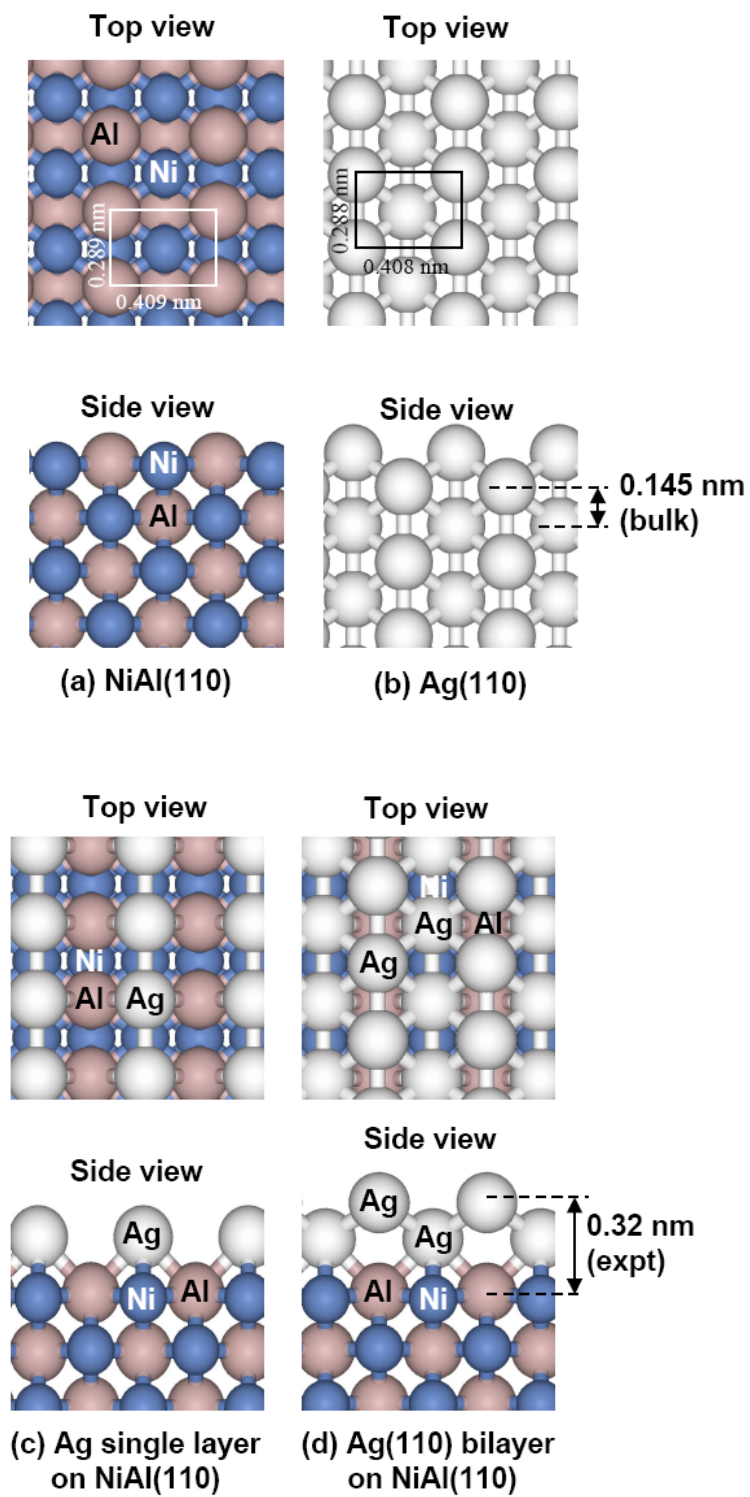 Top view
Top view
Al
Ni
0.289 nm
0.409 nm
0.288 nm
0.408 nm
Side view
Side view
Ni
Al
0.145 nm
(bulk)
(a) NiAl(110)
(b) Ag(110)
Top view
Top view
Ni
Al
Ag
Ni
Ag
Al
Ag
Side view
Side view
Ag
Ni
Al
Ag
Ag
Al
Ni
0.32 nm
(expt)
(c) Ag single layer
on NiAl(110)
(d) Ag(110) bilayer
on NiAl(110)